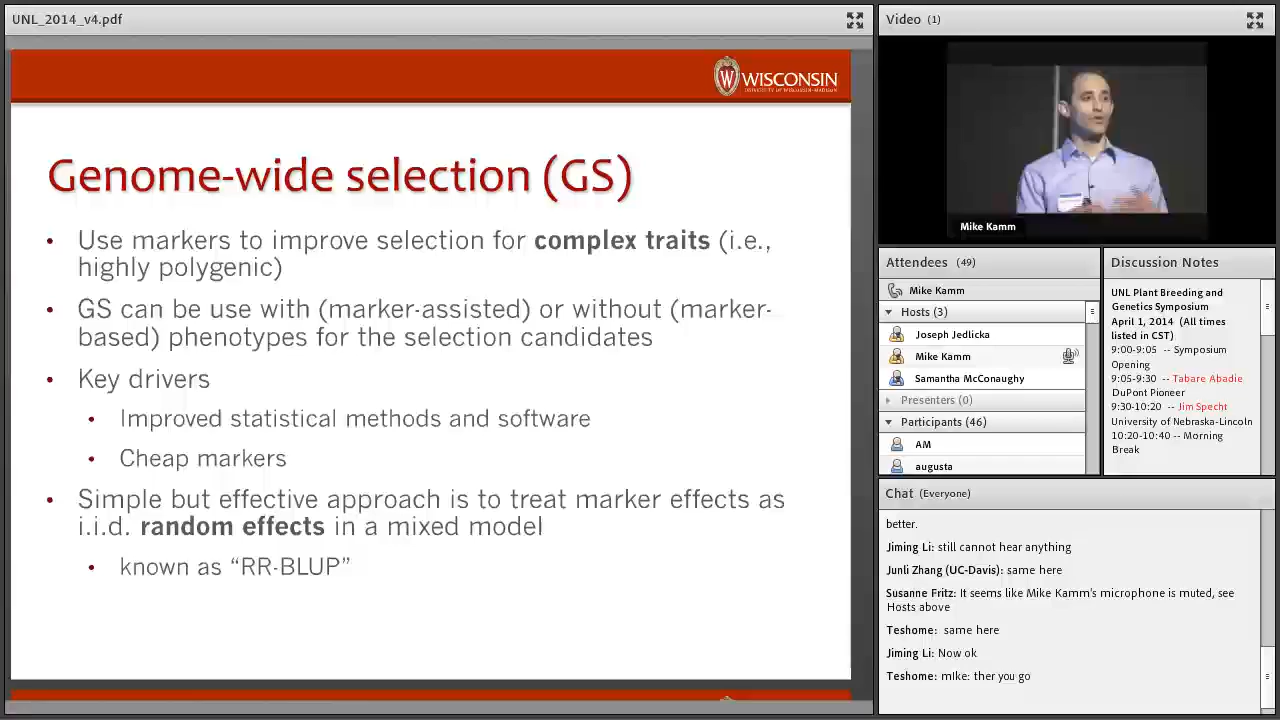 UNL_2014_v4.pdf
WISCONSIN
UNIVERSITY OF WISCONSIN-MADISON
Genome-wide selection (GS)
• Use markers to improve selection for complex traits (i.e.,
highly polygenic)
• GS can be use with (marker-assisted) or without (marker-
based) phenotypes for the selection candidates
• Key drivers
• Improved statistical methods and software
• Cheap markers
• Simple but effective approach is to treat marker effects as
i.i.d. random effects in a mixed model
• known as “RR-BLUP”
Video (1)
Mike Kamm
Attendees (49)
Mike Kamm
Hosts (3)
Joseph Jedlicka
Mike Kamm
Samantha McConaughy
Presenters (0)
Participants (46)
AM
augusta
Discussion Notes
UNL Plant Breeding and
Genetics Symposium
April 1, 2014 (All times
listed in CST)
9:00-9:05 -- Symposium
Opening
9:05-9:30 -- Tabare Abadie
DuPont Pioneer
9:30-10:20 -- Jim Specht
University of Nebraska-Lincoln
10:20-10:40 -- Morning
Break
Chat (Everyone)
better.
Jiming Li: still cannot hear anything
Junli Zhang (UC-Davis): same here
Susanne Fritz: It seems like Mike Kamm's microphone is muted, see
Hosts above
Teshome: same here
Jiming Li: Now ok
Teshome: mIke: ther you go